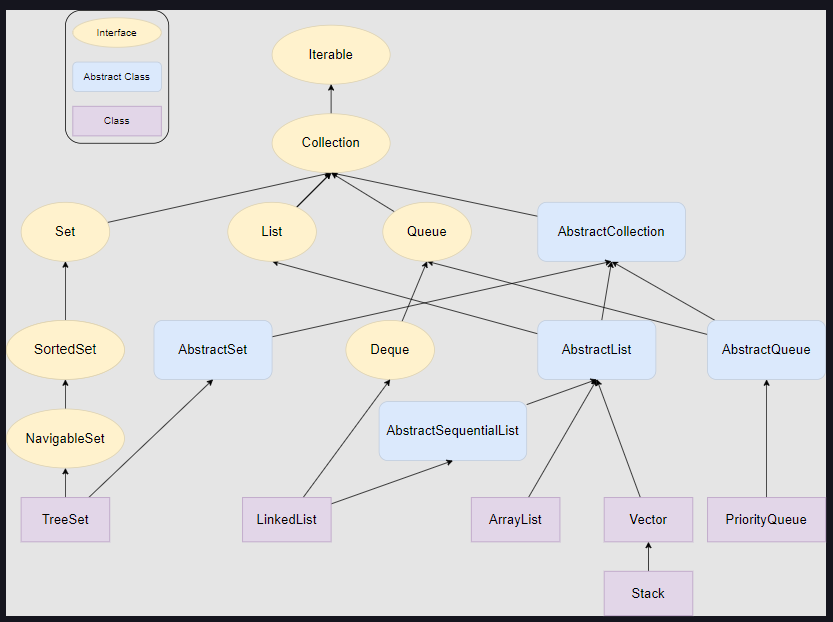 Interface
Abstract Class
Class
Iterable
Collection
Set
List
Queue
AbstractCollection
SortedSet
AbstractSet
Deque
AbstractList
AbstractQueue
NavigableSet
AbstractSequentialList
TreeSet
LinkedList
ArrayList
Vector
PriorityQueue
Stack